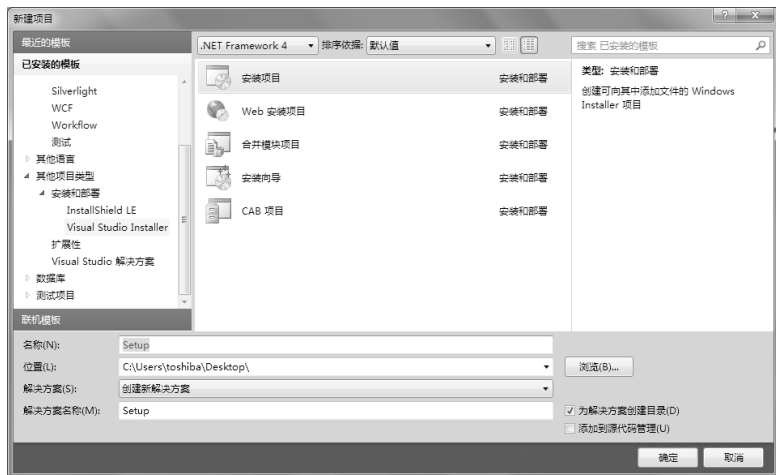 新建项目
最近的模板
.NET Framework 4
排序依据: 默认值
搜索 已安装的模板
已安装的模板
Silverlight
WCF
Workflow
测试
其他语言
其他项目类型
安装和部署
InstallShield LE
Visual Studio Installer
扩展性
Visual Studio 解决方案
数据库
测试项目
联机模板
安装项目 安装和部署
Web 安装项目 安装和部署
合并模块项目 安装和部署
安装向导 安装和部署
CAB 项目 安装和部署
类型: 安装和部署
创建可向其中添加文件的 Windows
Installer 项目
名称(N): Setup
位置(L): C:\Users\toshiba\Desktop\ 浏览(B)...
解决方案(S): 创建新解决方案
解决方案名称(M): Setup
为解决方案创建目录(D)
添加到源代码管理(U)
确定 取消